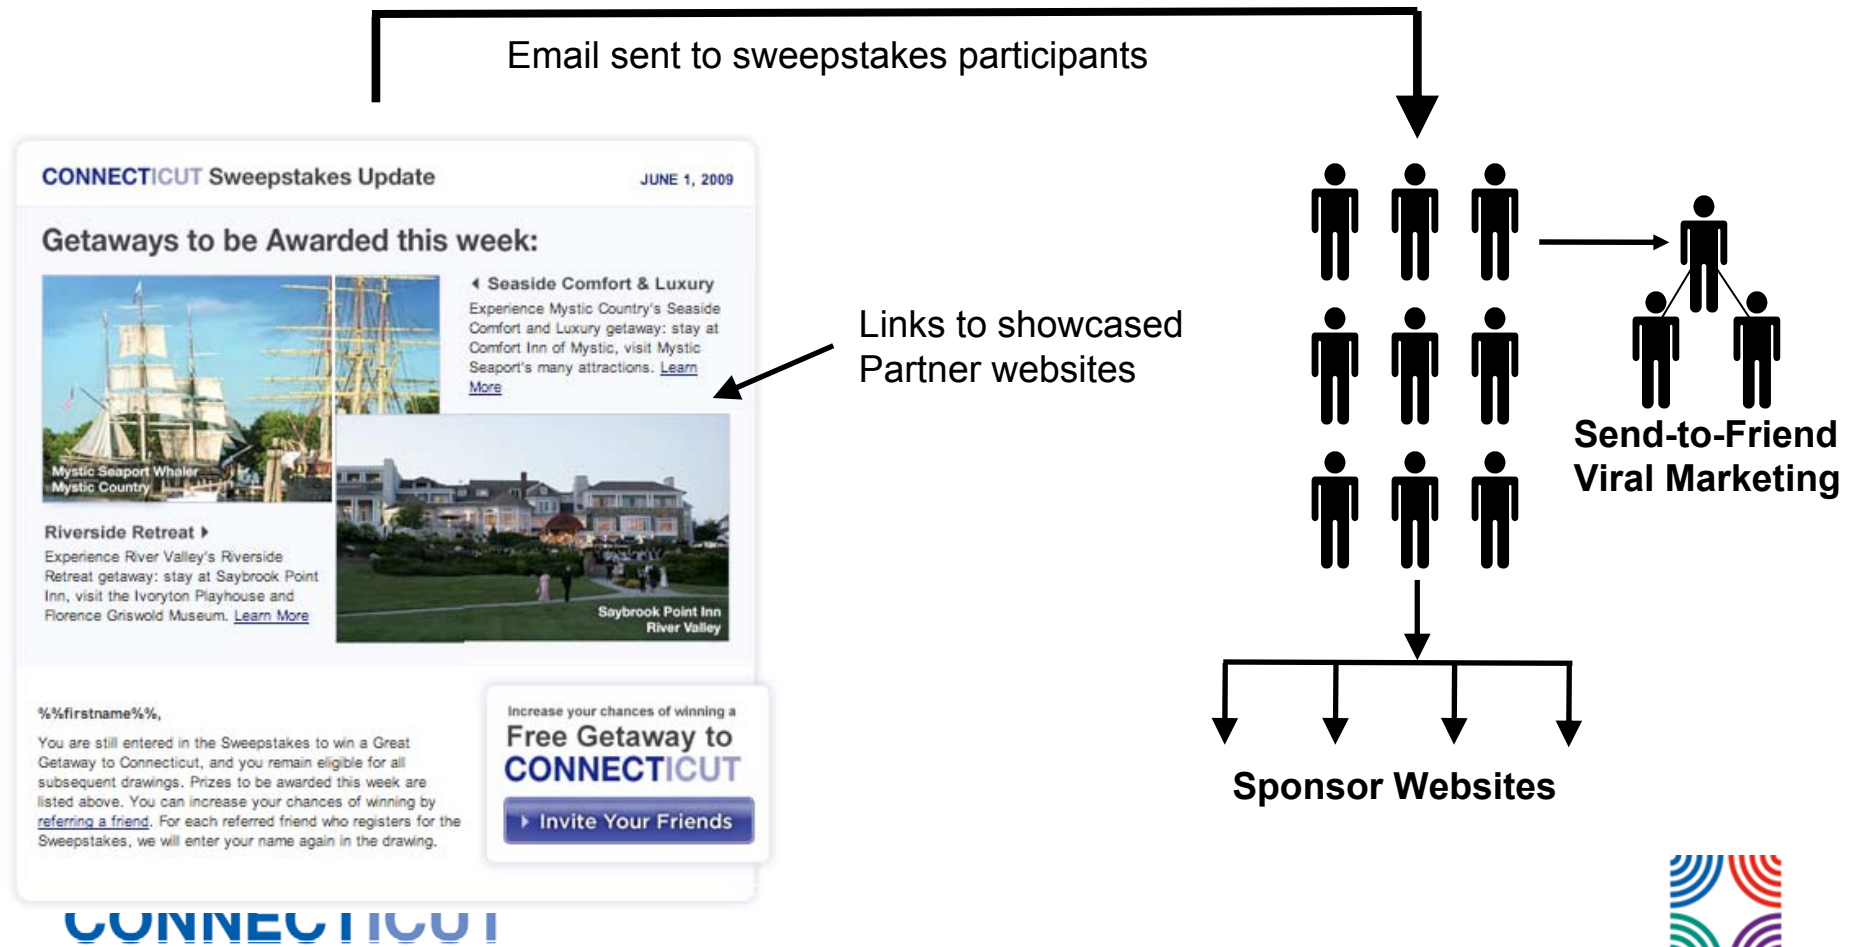 Email sent to sweepstakes participants
CONNECTICUT Sweepstakes Update
JUNE 1, 2009
Getaways to be Awarded this week:
Seaside Comfort & Luxury
Experience Mystic Country's Seaside
Comfort and Luxury getaway: stay at
Comfort Inn of Mystic, visit Mystic
Seaport's many attractions. Learn
More
Mystic Seaport Whaler
Mystic Country
Riverside Retreat
Experience River Valley's Riverside
Retreat getaway: stay at Saybrook Point
Inn, visit the Ivoryton Playhouse and
Florence Griswold Museum. Learn More
Saybrook Point Inn
River Valley
%%firstname%%,
You are still entered in the Sweepstakes to win a Great
Getaway to Connecticut, and you remain eligible for all
subsequent drawings. Prizes to be awarded this week are
listed above. You can increase your chances of winning by
referring a friend. For each referred friend who registers for the
Sweepstakes, we will enter your name again in the drawing.
Increase your chances of winning a
Free Getaway to
CONNECTICUT
Invite Your Friends
Links to showcased
Partner websites
Send-to-Friend
Viral Marketing
Sponsor Websites
CONNECTICUT